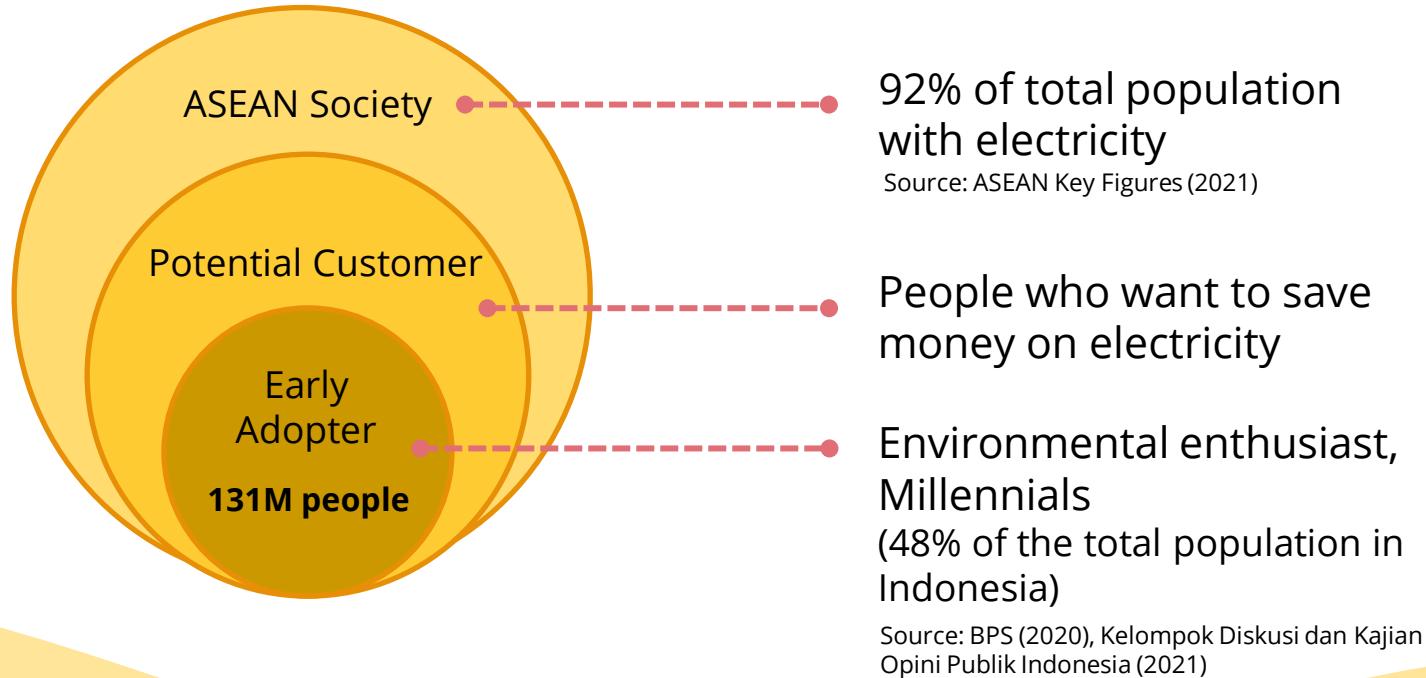 ASEAN Society
92% of total population
with electricity
Source: ASEAN Key Figures (2021)
Potential Customer
People who want to save
money on electricity
Early
Adopter
131M people
Environmental enthusiast,
Millennials
(48% of the total population in
Indonesia)
Source: BPS (2020), Kelompok Diskusi dan Kajian
Opini Publik Indonesia (2021)